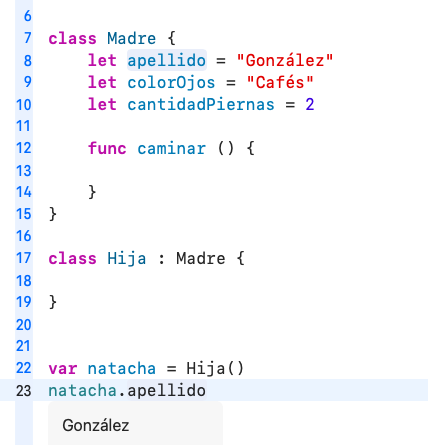 6
7 class Madre {
8     let apellido = "González"
9     let colorOjos = "Cafés"
10     let cantidadPiernas = 2
11
12     func caminar () {
13
14     }
15 }
16
17 class Hija : Madre {
18
19 }
20
21
22 var natacha = Hija()
23 natacha.apellido
González